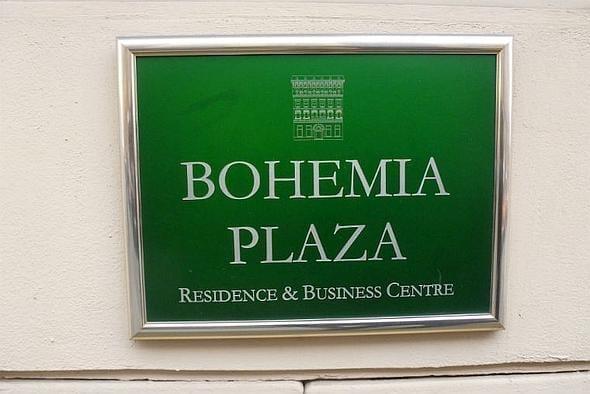 BOHEMIA
PLAZA
RESIDENCE & BUSINESS CENTRE